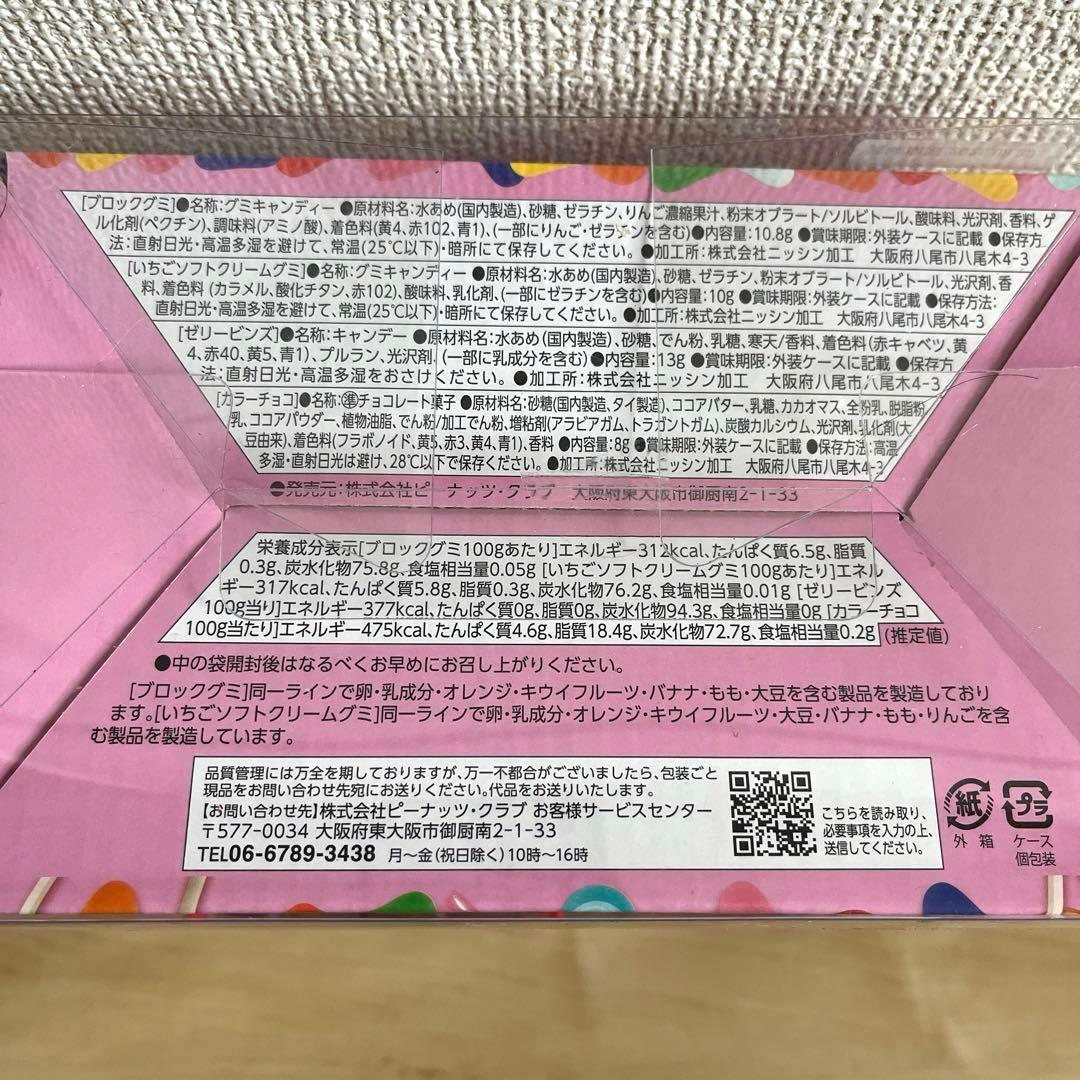 [ブロックグミ]●名称:グミキャンディー ●原材料名:水あめ(国内製造)、砂糖、ゼラチン、りんご濃縮果汁、粉末オブラート/ソルビトール、酸味料、光沢剤、香料、ゲ
ル化剤(ペクチン)、調味料(アミノ酸)、着色料(黄4、赤102、青1)、(一部にりんご・ゼラチンを含む)●内容量:10.8g ●賞味期限:外装ケースに記載 ●保存方
法:直射日光・高温多湿を避けて、常温(25℃以下)・暗所にて保存してください。●加工所:株式会社ニッシン加工 大阪府八尾市八尾木4-3
[いちごソフトクリームグミ]●名称:グミキャンディー ●原材料名:水あめ(国内製造)、砂糖、ゼラチン、粉末オブラート/ソルビトール、光沢剤、香
料、着色料(カラメル、酸化チタン、赤102)、酸味料、乳化剤、(一部にゼラチンを含む)●内容量:10g ●賞味期限:外装ケースに記載 ●保存方法:
直射日光・高温多湿を避けて、常温(25℃以下)・暗所にて保存してください。●加工所:株式会社ニッシン加工 大阪府八尾市八尾木4-3
[ゼリービンズ]●名称:キャンデー ●原材料名:水あめ(国内製造)、砂糖、でん粉、乳糖、寒天/香料、着色料(赤キャベツ、黄
4、赤40、黄5、青1)、プルラン、光沢剤、(一部に乳成分を含む)●内容量:13g ●賞味期限:外装ケースに記載 ●保存方
法:直射日光・高温多湿をおさけください。●加工所:株式会社ニッシン加工 大阪府八尾市八尾木4-3
[カラーチョコ]●名称:準チョコレート菓子 ●原材料名:砂糖(国内製造、タイ製造)、ココアバター、乳糖、カカオマス、全粉乳、脱脂粉
乳、ココアパウダー、植物油脂、でん粉/加工でん粉、増粘剤(アラビアガム、トラガントガム)、炭酸カルシウム、光沢剤、乳化剤(大
豆由来)、着色料(フラボノイド、黄5、赤3、黄4、青1)、香料 ●内容量:8g ●賞味期限:外装ケースに記載 ●保存方法:高温
多湿・直射日光は避け、28℃以下で保存ください。●加工所:株式会社ニッシン加工 大阪府八尾市八尾木4-3
●発売元:株式会社ピーナッツ・クラブ 大阪府東大阪市御厨南2-1-33
栄養成分表示[ブロックグミ100gあたり]エネルギー312kcal、たんぱく質6.5g、脂質
0.3g、炭水化物75.8g、食塩相当量0.05g [いちごソフトクリームグミ100gあたり]エネル
ギー317kcal、たんぱく質5.8g、脂質0.3g、炭水化物76.2g、食塩相当量0.01g [ゼリービンズ
100g当り]エネルギー377kcal、たんぱく質0g、脂質0g、炭水化物94.3g、食塩相当量0g [カラーチョコ
100g当たり]エネルギー475kcal、たんぱく質4.6g、脂質18.4g、炭水化物72.7g、食塩相当量0.2g (推定値)
●中の袋開封後はなるべくお早めにお召し上がりください。
[ブロックグミ]同一ラインで卵・乳成分・オレンジ・キウイフルーツ・バナナ・もも・大豆を含む製品を製造しており
ます。[いちごソフトクリームグミ]同一ラインで卵・乳成分・オレンジ・キウイフルーツ・大豆・バナナ・もも・りんごを含
む製品を製造しています。
品質管理には万全を期しておりますが、万一不都合がございましたら、包装ごと
現品をお問い合わせ先宛にお送りください。代品をお送りいたします。
【お問い合わせ先】株式会社ピーナッツ・クラブ お客様サービスセンター
〒577-0034 大阪府東大阪市御厨南2-1-33
TEL06-6789-3438 月〜金(祝日除く)10時〜16時
こちらを読み取り、
必要事項を入力の上、
送信してください。
紙
外箱
プラ
ケース
個包装